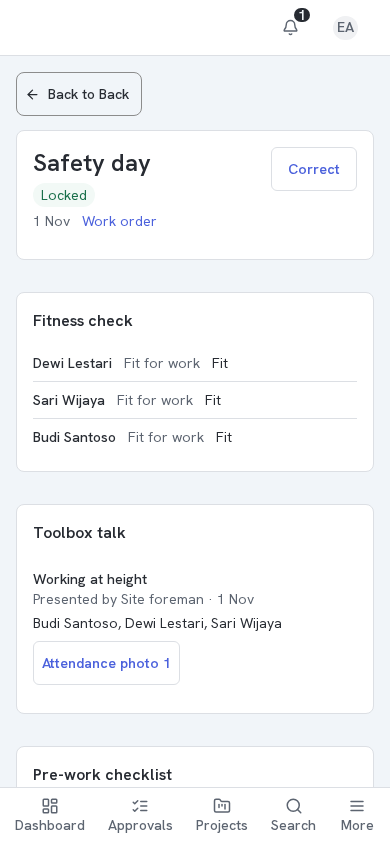 1
EA
Back to Back
Safety day
Correct
Locked
1 Nov Work order
Fitness check
Dewi Lestari Fit for work Fit
Sari Wijaya Fit for work Fit
Budi Santoso Fit for work Fit
Toolbox talk
Working at height
Presented by Site foreman · 1 Nov
Budi Santoso, Dewi Lestari, Sari Wijaya
Attendance photo 1
Pre-work checklist
Dashboard Approvals Projects Search More